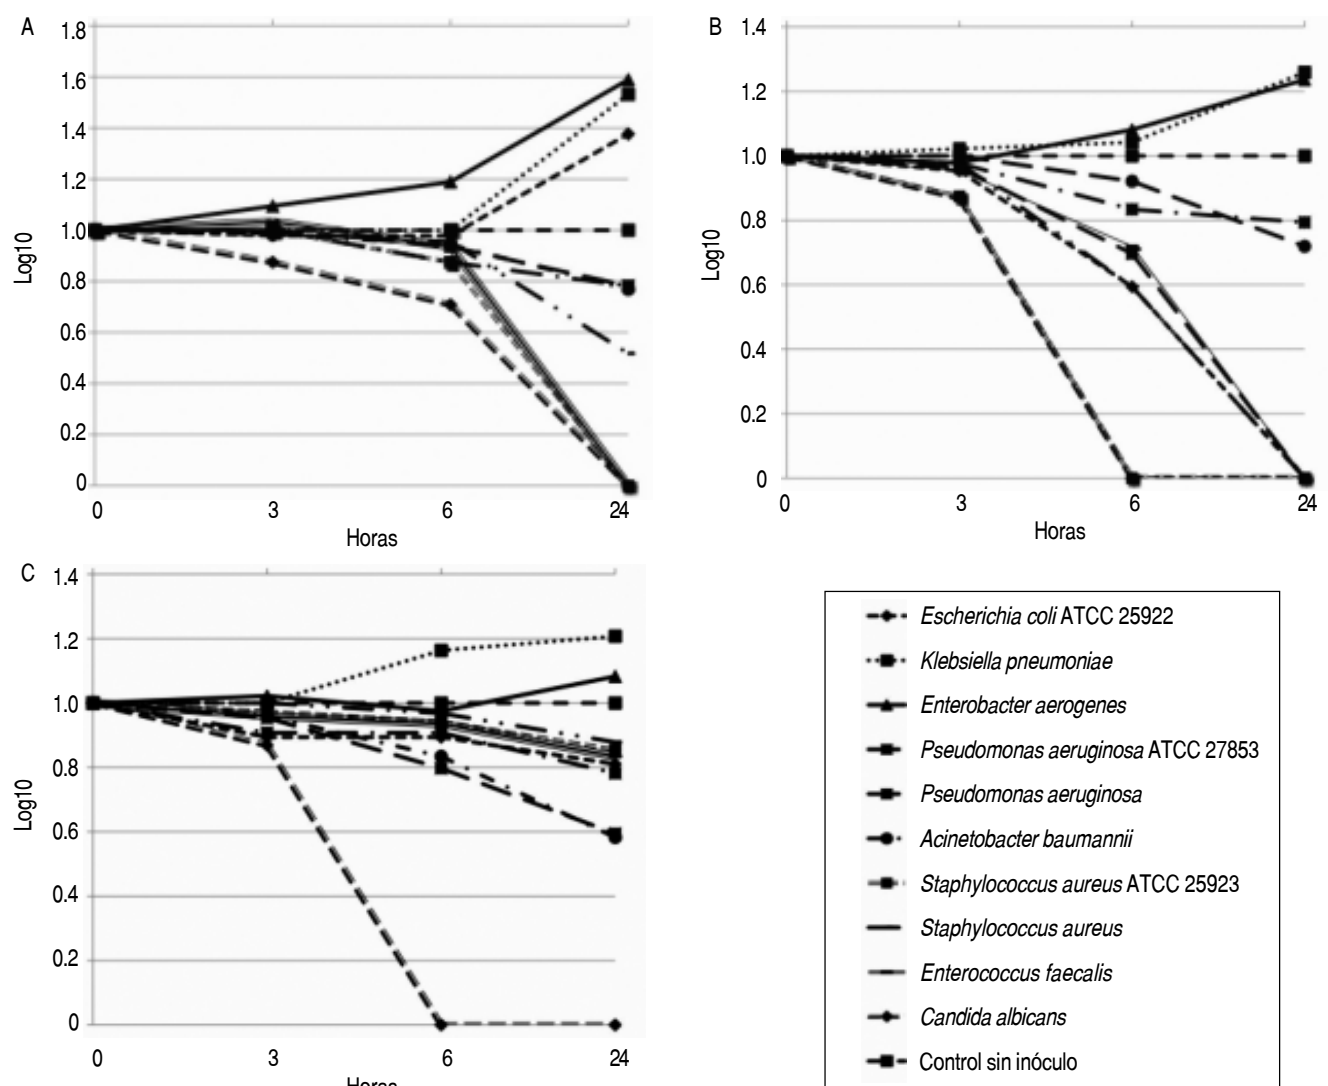 A
1.8
1.6
1.4
1.2
1.0
0.8
0.6
0.4
0.2
0
Log10
0 3 6 24
Horas
B
1.4
1.2
1.0
0.8
0.6
0.4
0.2
0
Log10
0 3 6 24
Horas
C
1.4
1.2
1.0
0.8
0.6
0.4
0.2
0
Log10
0 3 6 24
Horas
Escherichia coli ATCC 25922
Klebsiella pneumoniae
Enterobacter aerogenes
Pseudomonas aeruginosa ATCC 27853
Pseudomonas aeruginosa
Acinetobacter baumannii
Staphylococcus aureus ATCC 25923
Staphylococcus aureus
Enterococcus faecalis
Candida albicans
Control sin inóculo